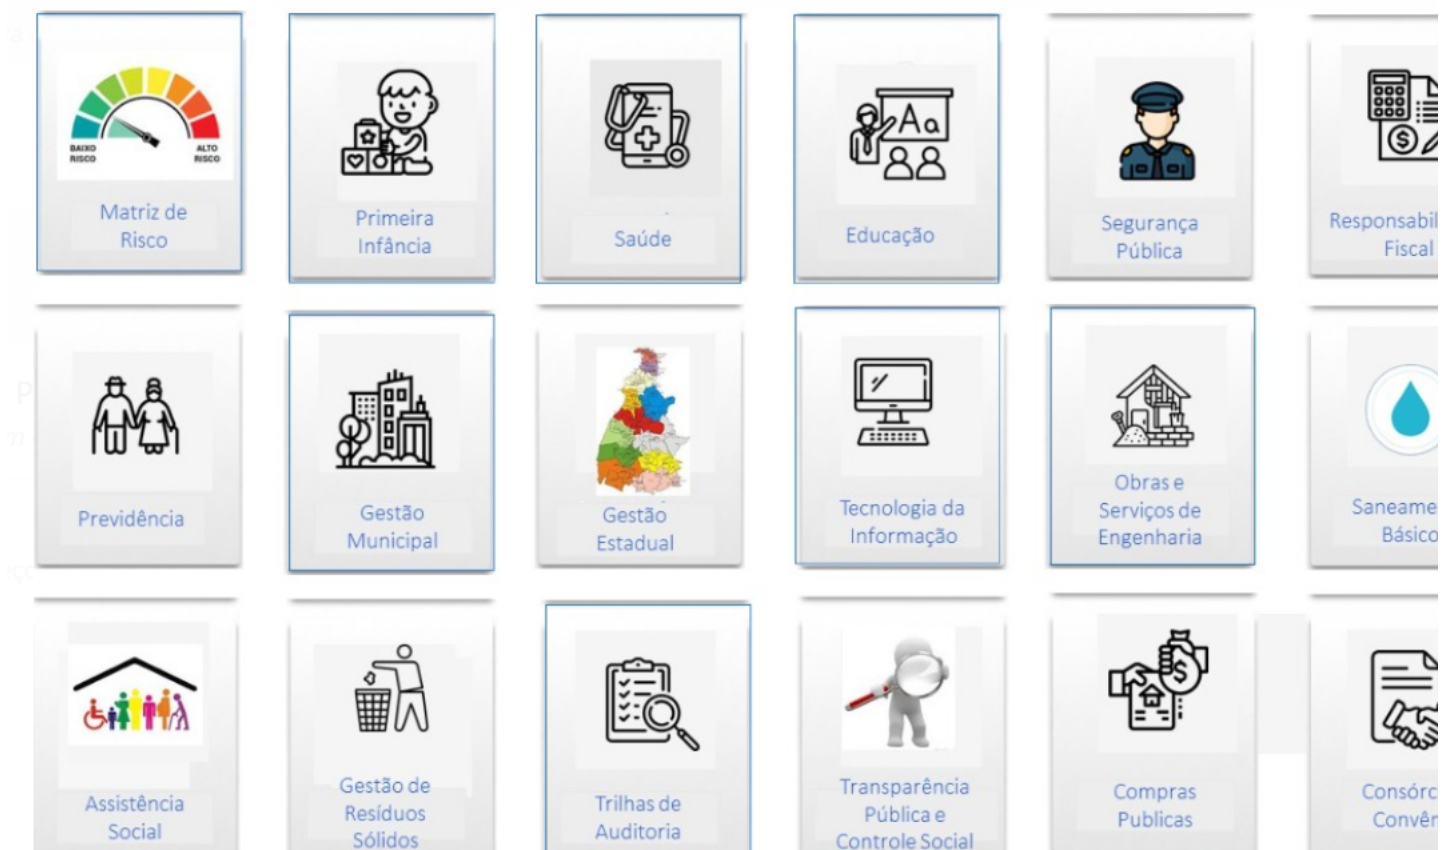 BAIXO
RISCO
ALTO
RISCO
Matriz de
Risco
Primeira
Infância
Saúde
Aa
Educação
Segurança
Pública
Responsabil
Fiscal
Previdência
Gestão
Municipal
Gestão
Estadual
Tecnologia da
Informação
Obras e
Serviços de
Engenharia
Saneame
Básico
Assistência
Social
Gestão de
Resíduos
Sólidos
Trilhas de
Auditoria
Transparência
Pública e
Controle Social
Compras
Publicas
Consórc
Convên